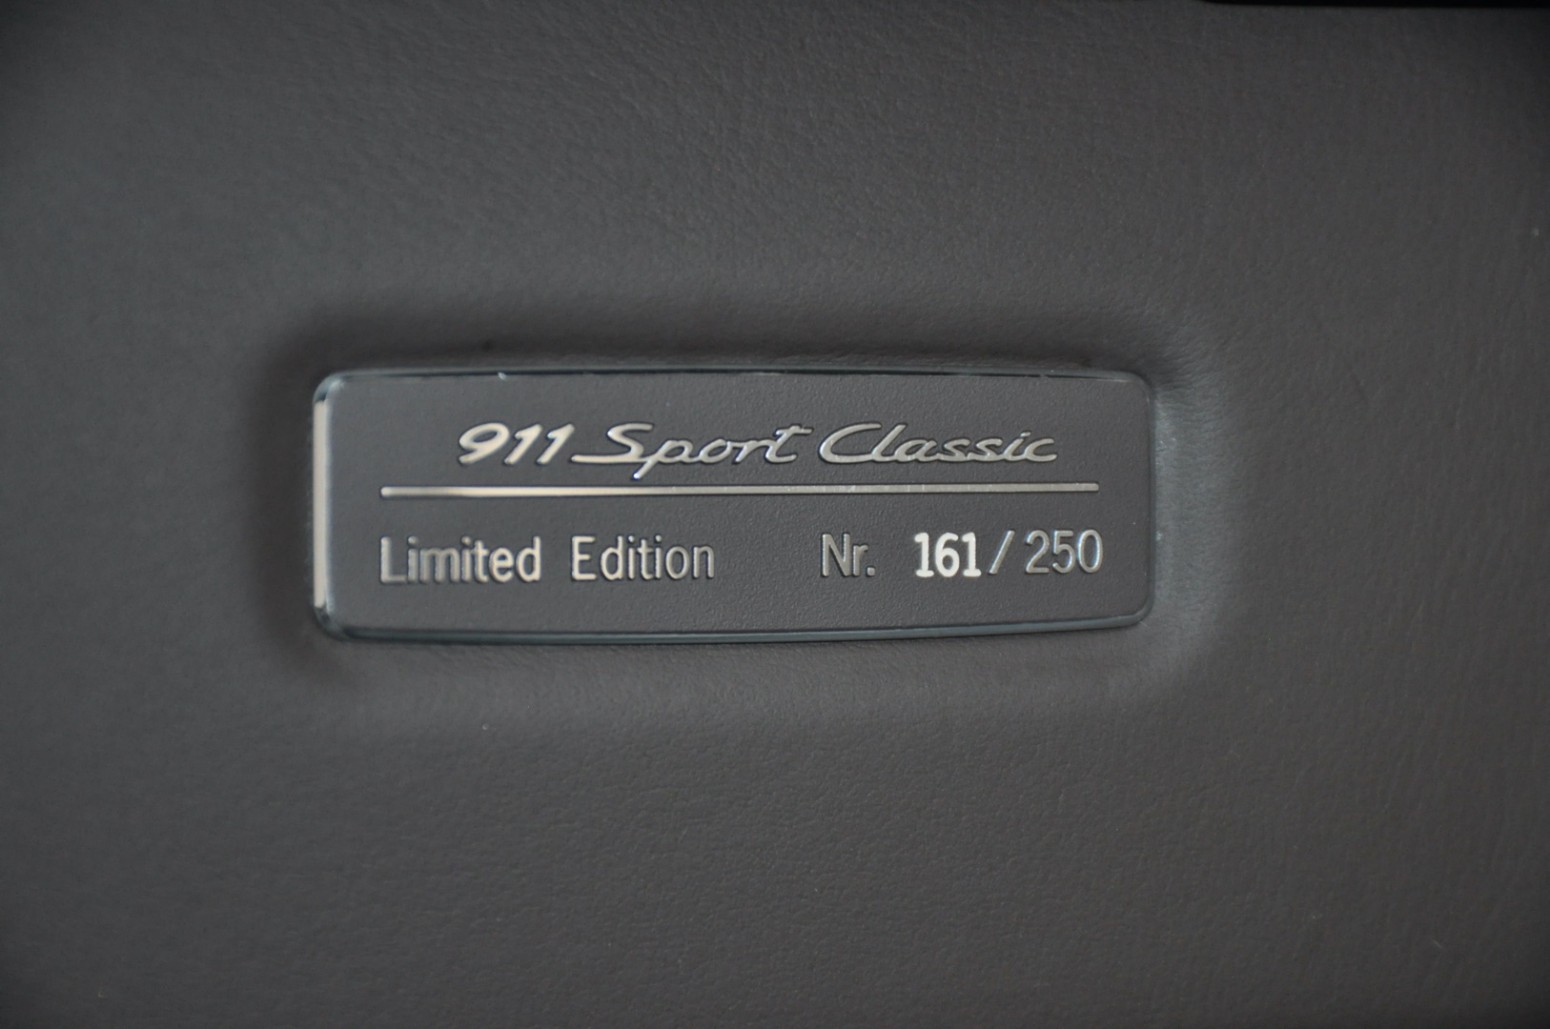 911 Sport Classic
Limited Edition Nr. 161/250